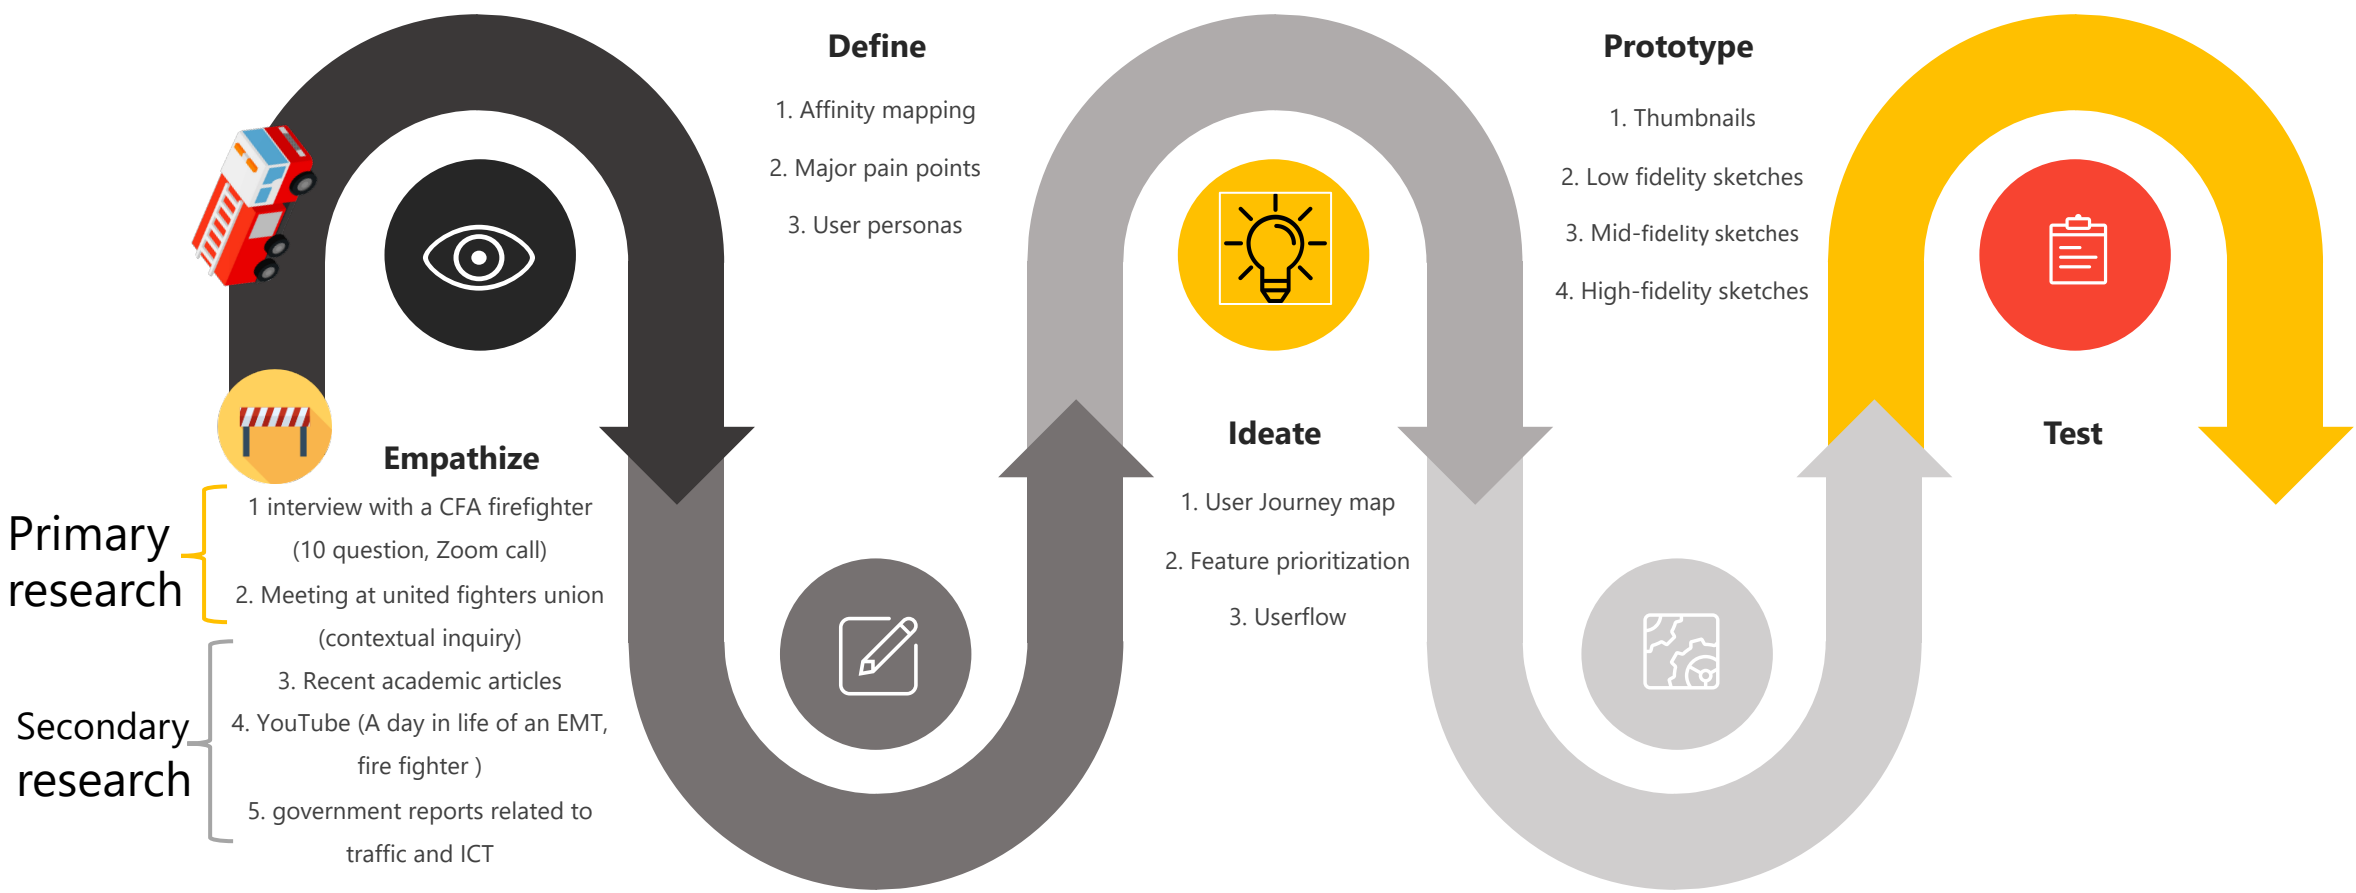 Define
1. Affinity mapping
2. Major pain points
3. User personas
Prototype
1. Thumbnails
2. Low fidelity sketches
3. Mid-fidelity sketches
4. High-fidelity sketches
Empathize
Primary
research
1 interview with a CFA firefighter
(10 question, Zoom call)
2. Meeting at united fighters union
(contextual inquiry)
Secondary
research
3. Recent academic articles
4. YouTube (A day in life of an EMT,
fire fighter )
5. government reports related to
traffic and ICT
Ideate
1. User Journey map
2. Feature prioritization
3. Userflow
Test